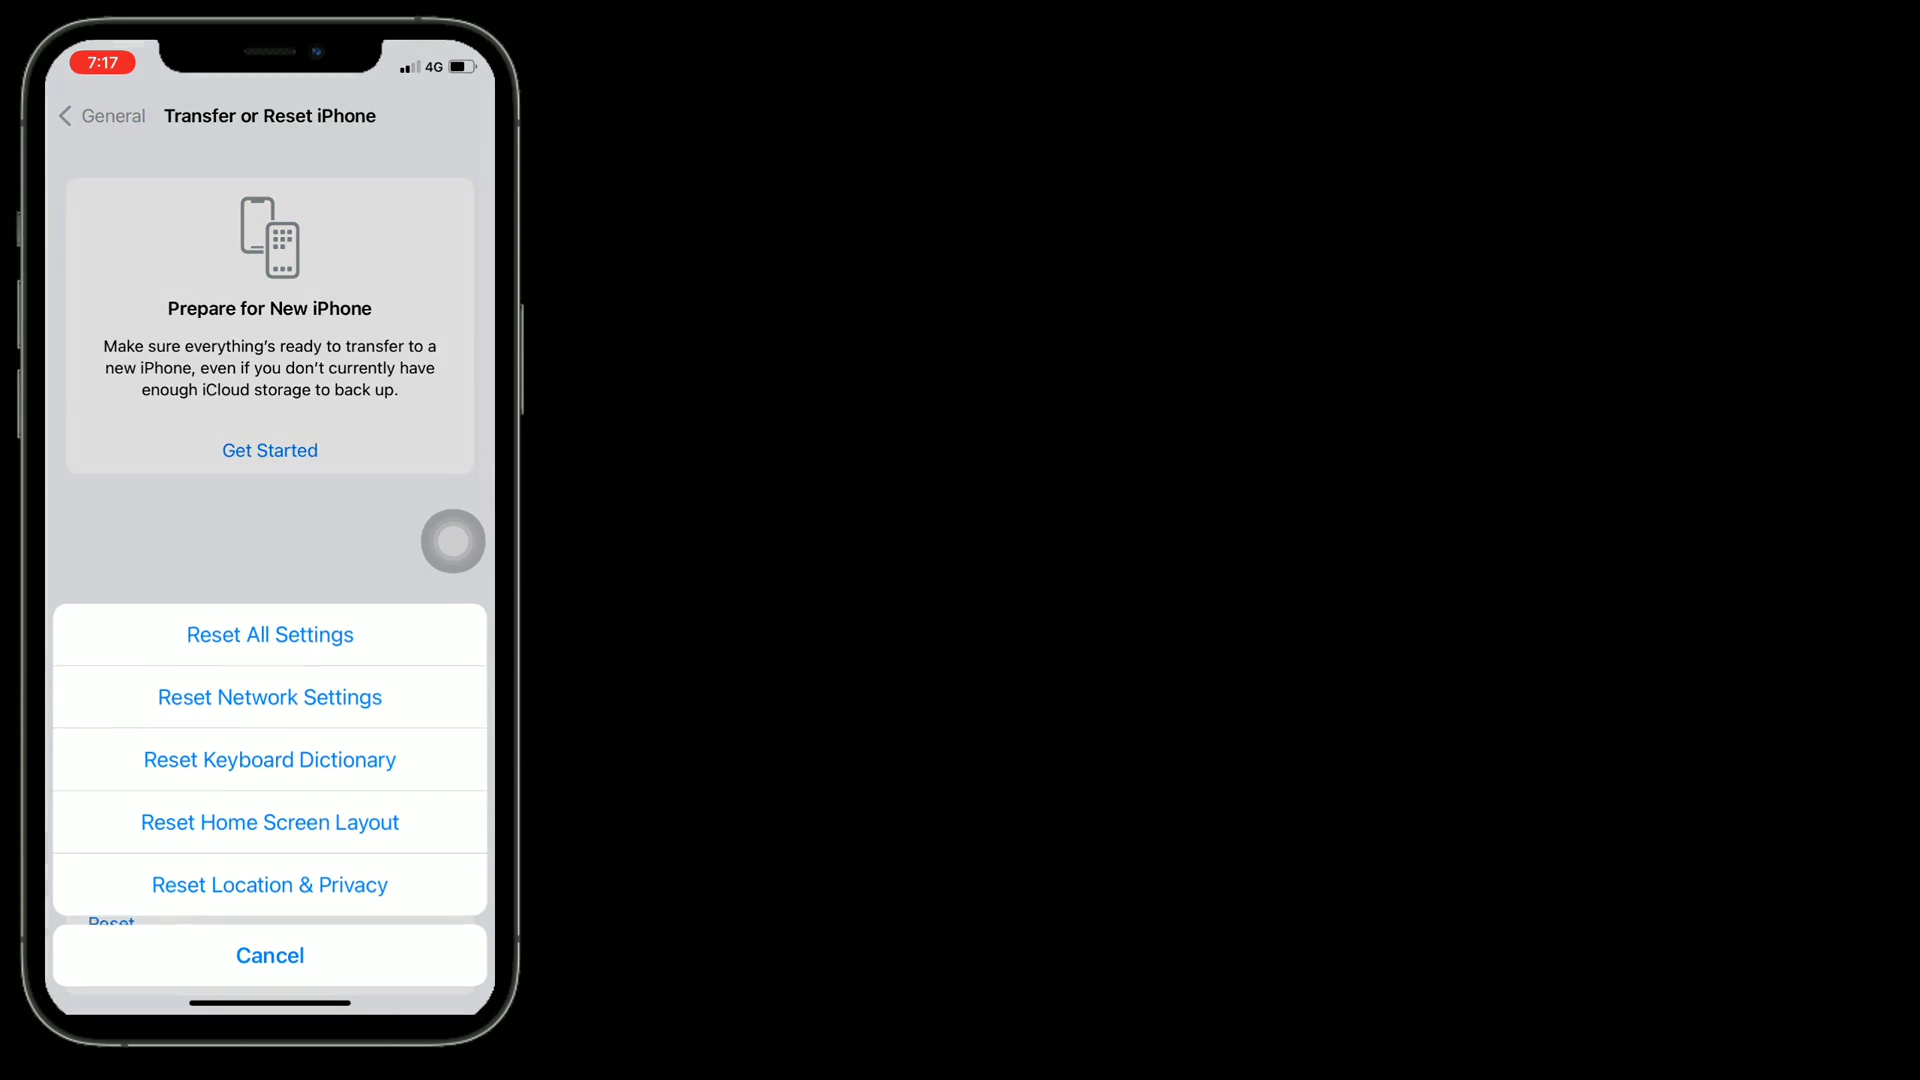 7:17
4G
General
Transfer or Reset iPhone
Prepare for New iPhone
Make sure everything's ready to transfer to a
new iPhone, even if you don't currently have
enough iCloud storage to back up.
Get Started
Reset All Settings
Reset Network Settings
Reset Keyboard Dictionary
Reset Home Screen Layout
Reset Location & Privacy
Reset
Cancel